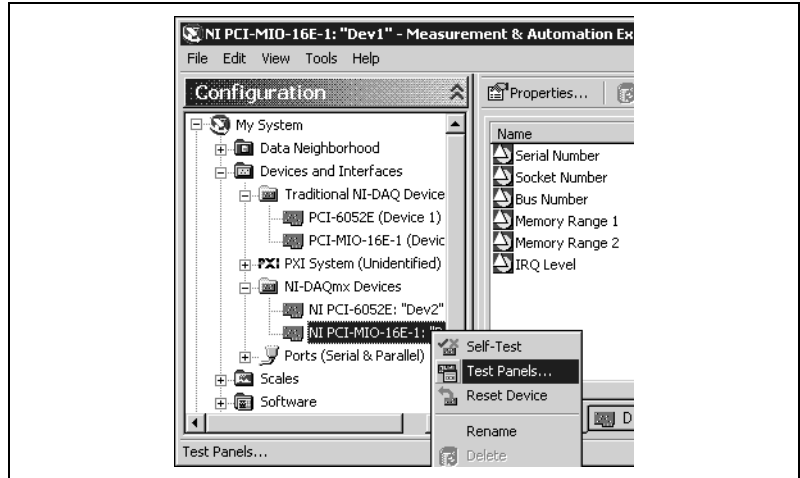 NI PCI-MIO-16E-1: "Dev1" - Measurement & Automation Ex
File Edit View Tools Help
Configuration
My System
Data Neighborhood
Devices and Interfaces
Traditional NI-DAQ Device
PCI-6052E (Device 1)
PCI-MIO-16E-1 (Devic
PXI PXI System (Unidentified)
NI-DAQmx Devices
NI PCI-6052E: "Dev2"
NI PCI-MIO-16E-1: "D
Ports (Serial & Parallel)
Scales
Software
Test Panels...
Properties...
Name
Serial Number
Socket Number
Bus Number
Memory Range 1
Memory Range 2
IRQ Level
Self-Test
Test Panels...
Reset Device
Rename
Delete
D